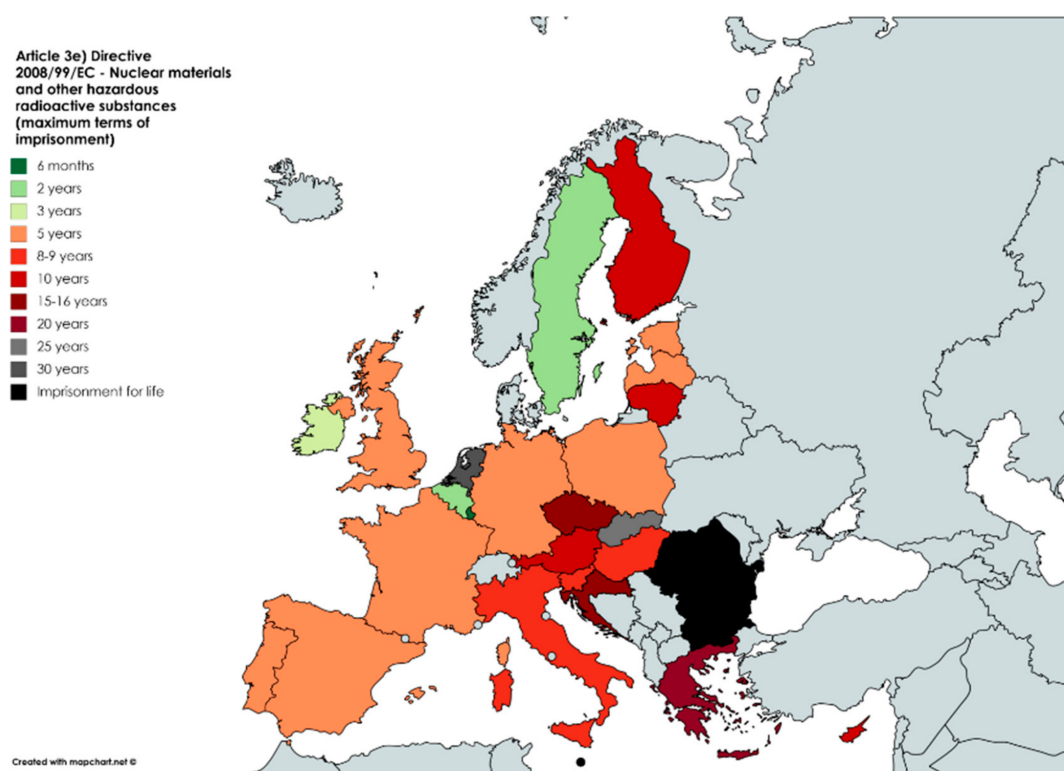 Article 3e) Directive
2008/99/EC - Nuclear materials
and other hazardous
radioactive substances
(maximum terms of
imprisonment)
6 months
2 years
3 years
5 years
8-9 years
10 years
15-16 years
20 years
25 years
30 years
Imprisonment for life
Created with mapchart.net ©